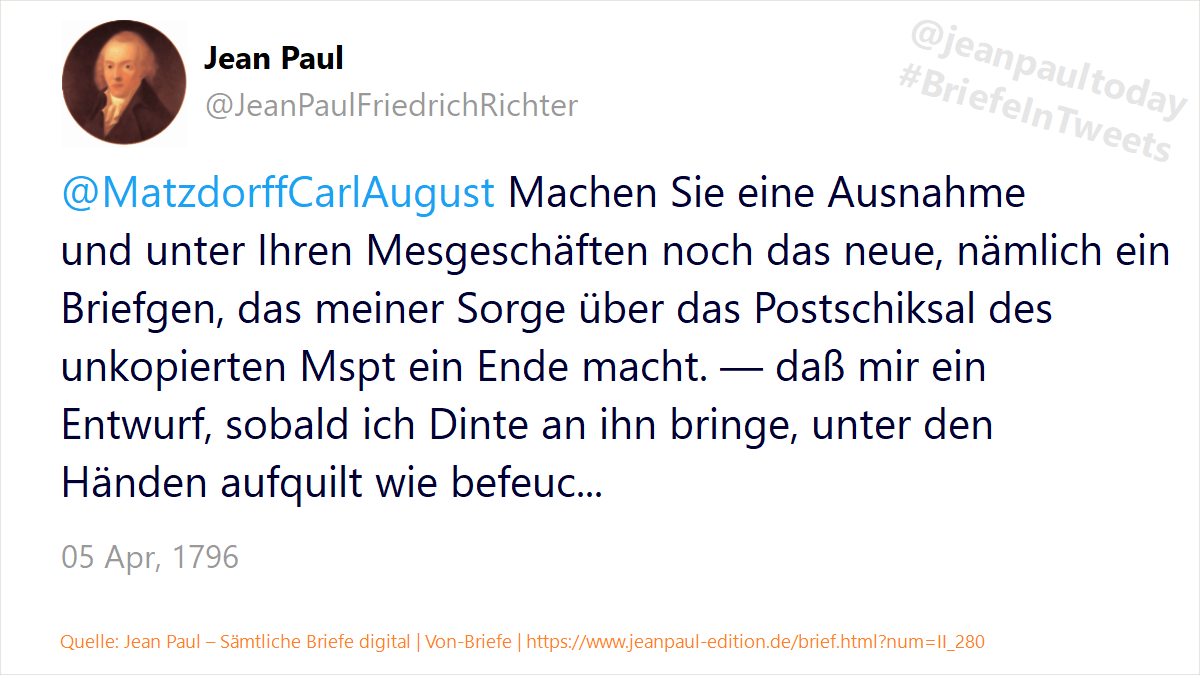 Jean Paul
@JeanPaulFriedrichRichter
@jeanpaultoday
#BriefeInTweets
@MatzdorffCarlAugust Machen Sie eine Ausnahme
und unter Ihren Mesgeschäften noch das neue, nämlich ein
Briefgen, das meiner Sorge über das Postschiksal des
unkopierten Mspt ein Ende macht. — daß mir ein
Entwurf, sobald ich Dinte an ihn bringe, unter den
Händen aufquilt wie befeuc...
05 Apr, 1796
Quelle: Jean Paul – Sämtliche Briefe digital | Von-Briefe | https://www.jeanpaul-edition.de/brief.html?num=II_280